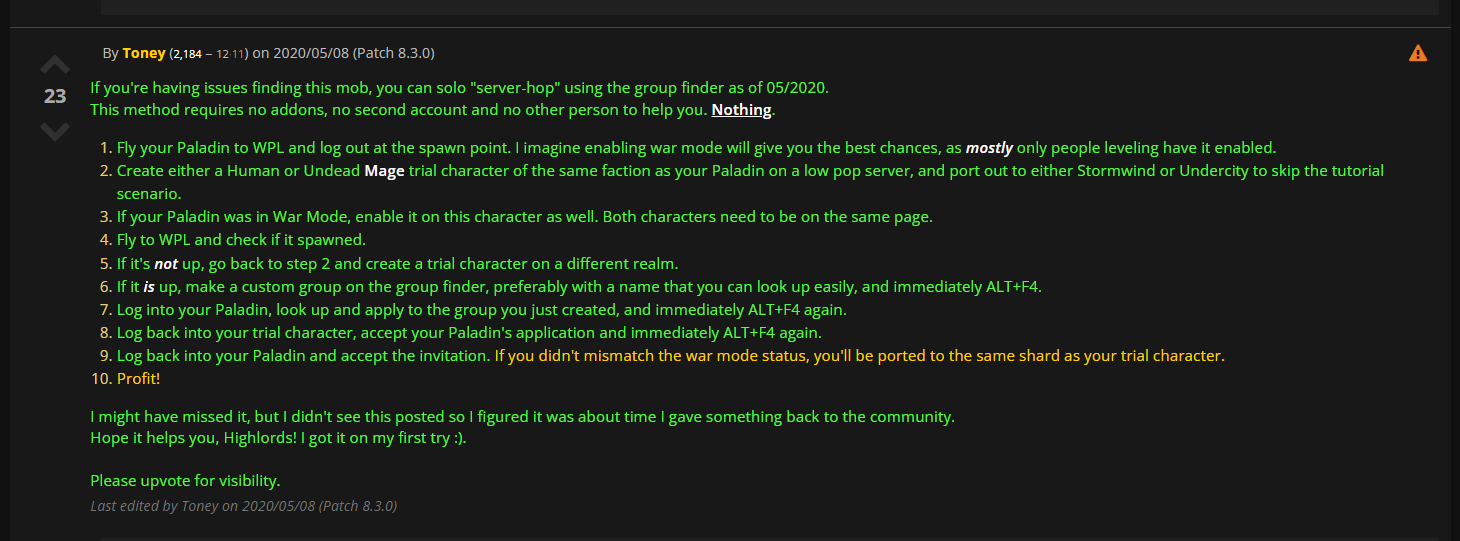 By Toney (2,184 – 12·11) on 2020/05/08 (Patch 8.3.0)
23
If you're having issues finding this mob, you can solo "server-hop" using the group finder as of 05/2020.
This method requires no addons, no second account and no other person to help you. Nothing.
1. Fly your Paladin to WPL and log out at the spawn point. I imagine enabling war mode will give you the best chances, as mostly only people leveling have it enabled.
2. Create either a Human or Undead Mage trial character of the same faction as your Paladin on a low pop server, and port out to either Stormwind or Undercity to skip the tutorial
scenario.
3. If your Paladin was in War Mode, enable it on this character as well. Both characters need to be on the same page.
4. Fly to WPL and check if it spawned.
5. If it's not up, go back to step 2 and create a trial character on a different realm.
6. If it is up, make a custom group on the group finder, preferably with a name that you can look up easily, and immediately ALT+F4.
7. Log into your Paladin, look up and apply to the group you just created, and immediately ALT+F4 again.
8. Log back into your trial character, accept your Paladin's application and immediately ALT+F4 again.
9. Log back into your Paladin and accept the invitation. If you didn't mismatch the war mode status, you'll be ported to the same shard as your trial character.
10. Profit!
I might have missed it, but I didn't see this posted so I figured it was about time I gave something back to the community.
Hope it helps you, Highlords! I got it on my first try :).
Please upvote for visibility.
Last edited by Toney on 2020/05/08 (Patch 8.3.0)